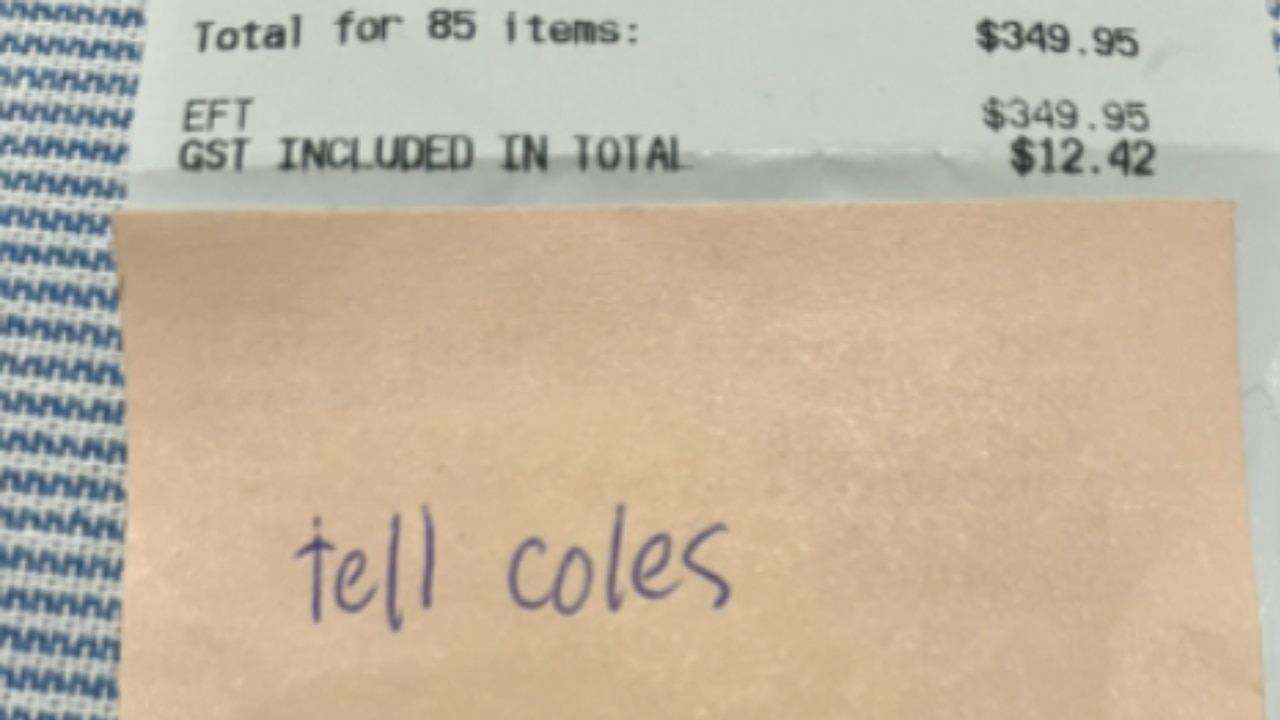 Total for 85 items: $349.95
EFT $349.95
GST INCLUDED IN TOTAL $12.42
tell coles